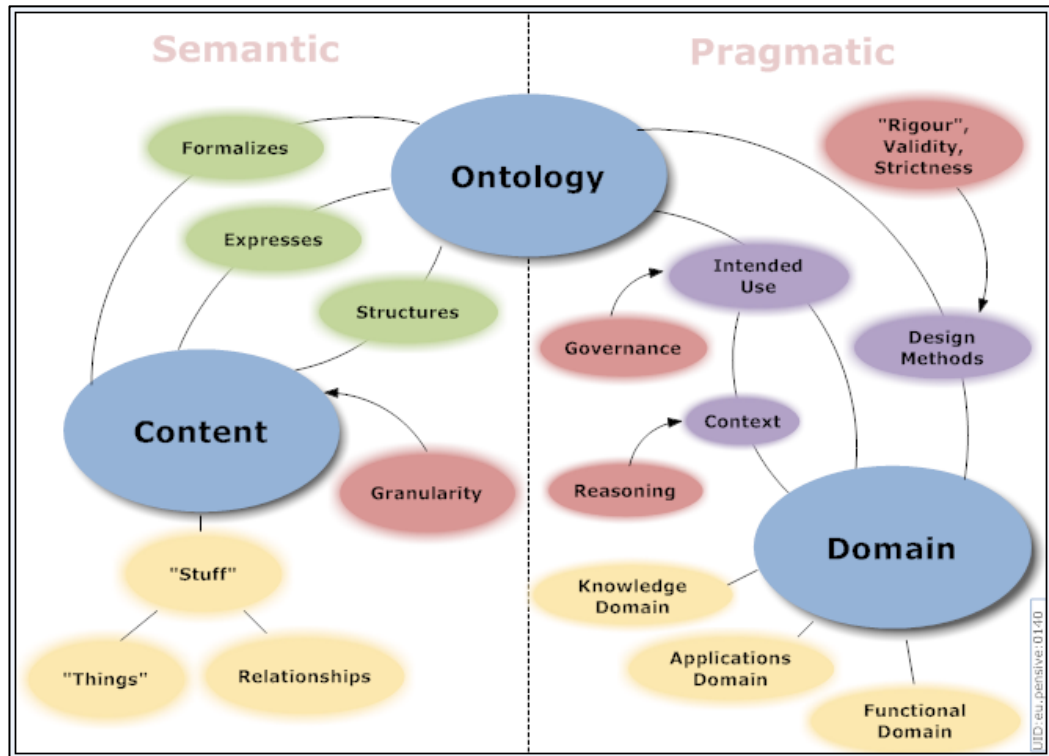 Semantic
Pragmatic
Formalizes
Ontology
"Rigour",
Validity,
Strictness
Expresses
Intended
Use
Structures
Governance
Design
Methods
Content
Context
Granularity
Reasoning
Domain
"Stuff"
Knowledge
Domain
"Things"
Relationships
Applications
Domain
Functional
Domain
UID:eu.pensive:0140